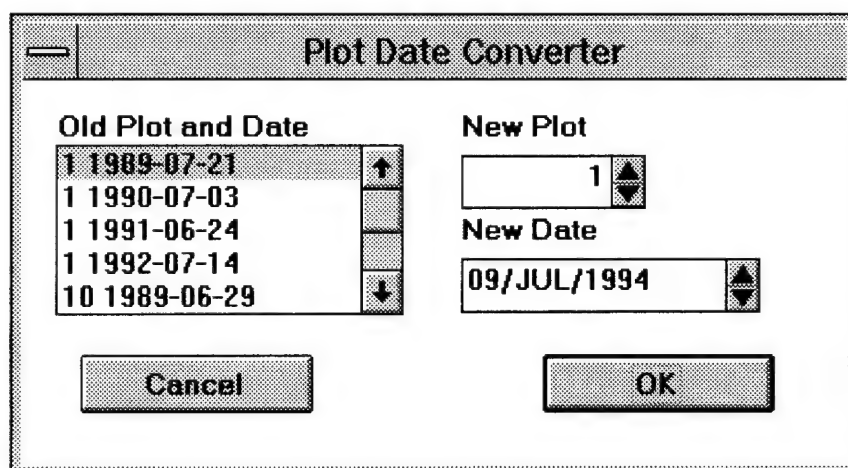 Plot Date Converter
Old Plot and Date
1 1989-07-21
1 1990-07-03
1 1991-06-24
1 1992-07-14
10 1989-06-29
New Plot
1
New Date
09/JUL/1994
Cancel
OK